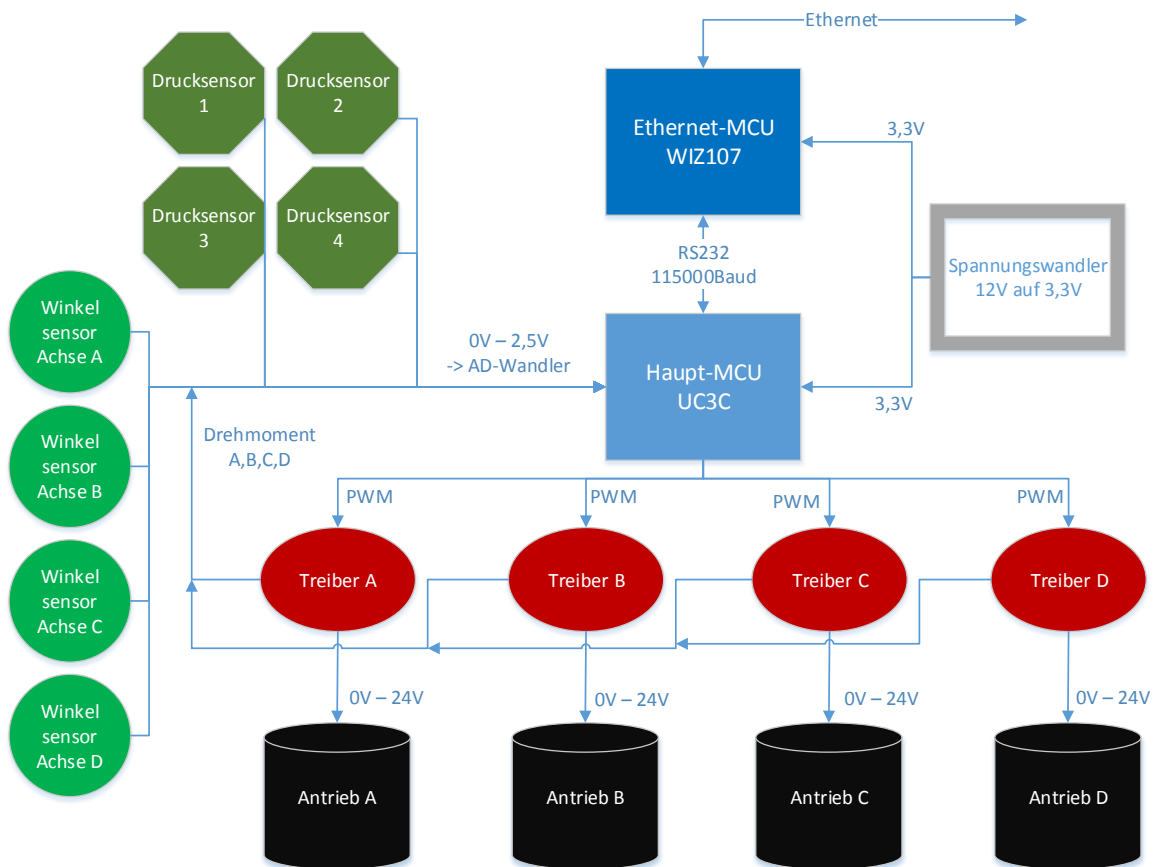 Ethernet
Drucksensor
1
Drucksensor
2
Ethernet-MCU
WIZ107
3,3V
Drucksensor
3
Drucksensor
4
RS232
115000Baud
Spannungswandler
12V auf 3,3V
Winkel
sensor
Achse A
0V – 2,5V
-> AD-Wandler
Haupt-MCU
UC3C
3,3V
Drehmoment
A,B,C,D
Winkel
sensor
Achse B
PWM
PWM
PWM
PWM
Winkel
sensor
Achse C
Treiber A
Treiber B
Treiber C
Treiber D
Winkel
sensor
Achse D
0V – 24V
0V – 24V
0V – 24V
0V – 24V
Antrieb A
Antrieb B
Antrieb C
Antrieb D